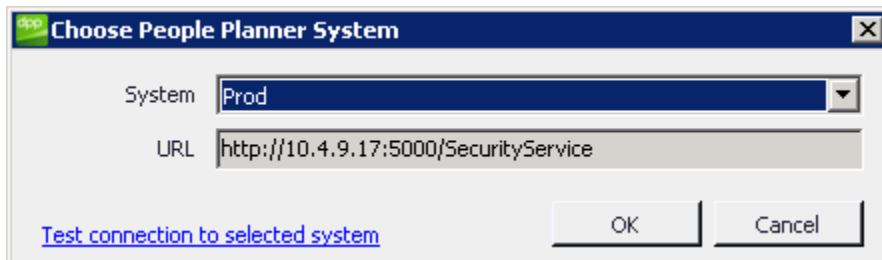 dpp Choose People Planner System
System Prod
URL http://10.4.9.17:5000/SecurityService
Test connection to selected system OK Cancel